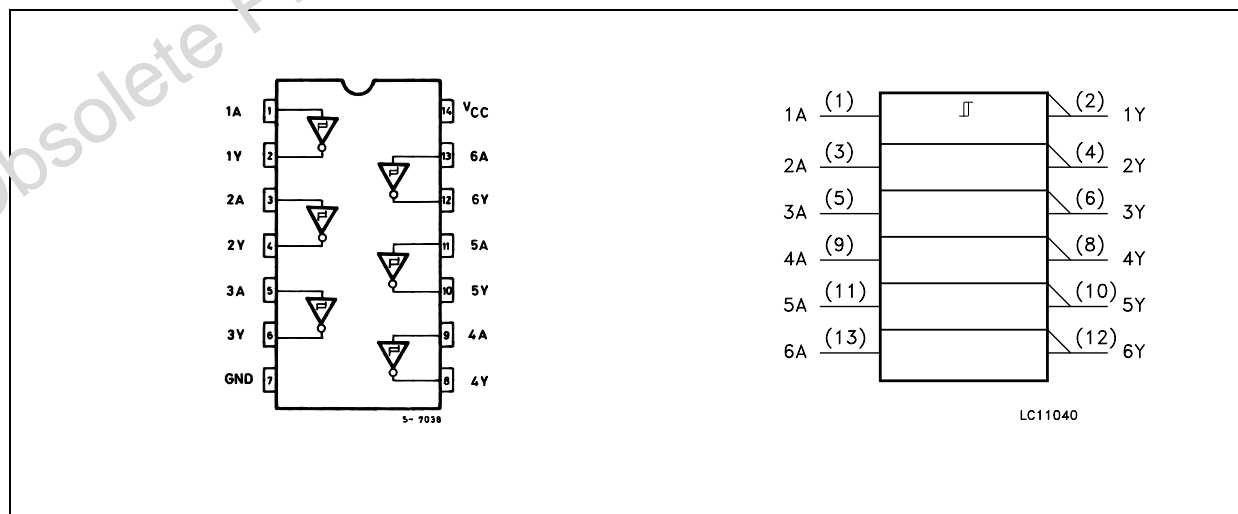 Obsolete P
1A 1 14 VCC
1Y 2 13 6A
2A 3 12 6Y
2Y 4 11 5A
3A 5 10 5Y
3Y 6 9 4A
GND 7 8 4Y
S- 7038
1A (1) (2) 1Y
2A (3) (4) 2Y
3A (5) (6) 3Y
4A (9) (8) 4Y
5A (11) (10) 5Y
6A (13) (12) 6Y
LC11040